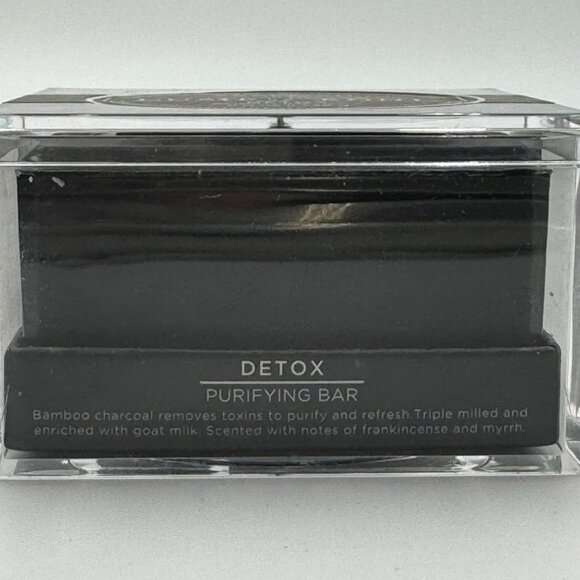 DETOX
PURIFYING BAR
Bamboo charcoal removes toxins to purify and refresh.Triple milled and
enriched with goat milk. Scented with notes of frankincense and myrrh.